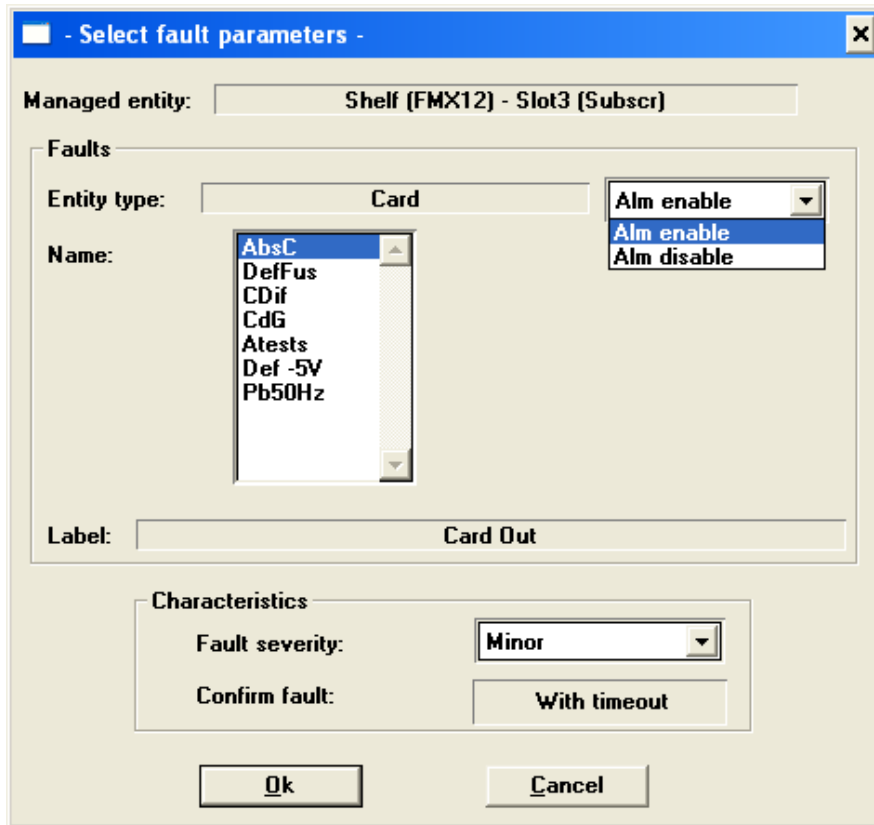 - Select fault parameters -
Managed entity: Shelf (FMX12) - Slot3 (Subscr)
Faults
Entity type: Card Alm enable
Alm enable
Alm disable
Name: AbsC
DefFus
CDif
CdG
Atests
Def -5V
Pb50Hz
Label: Card Out
Characteristics
Fault severity: Minor
Confirm fault: With timeout
Ok Cancel